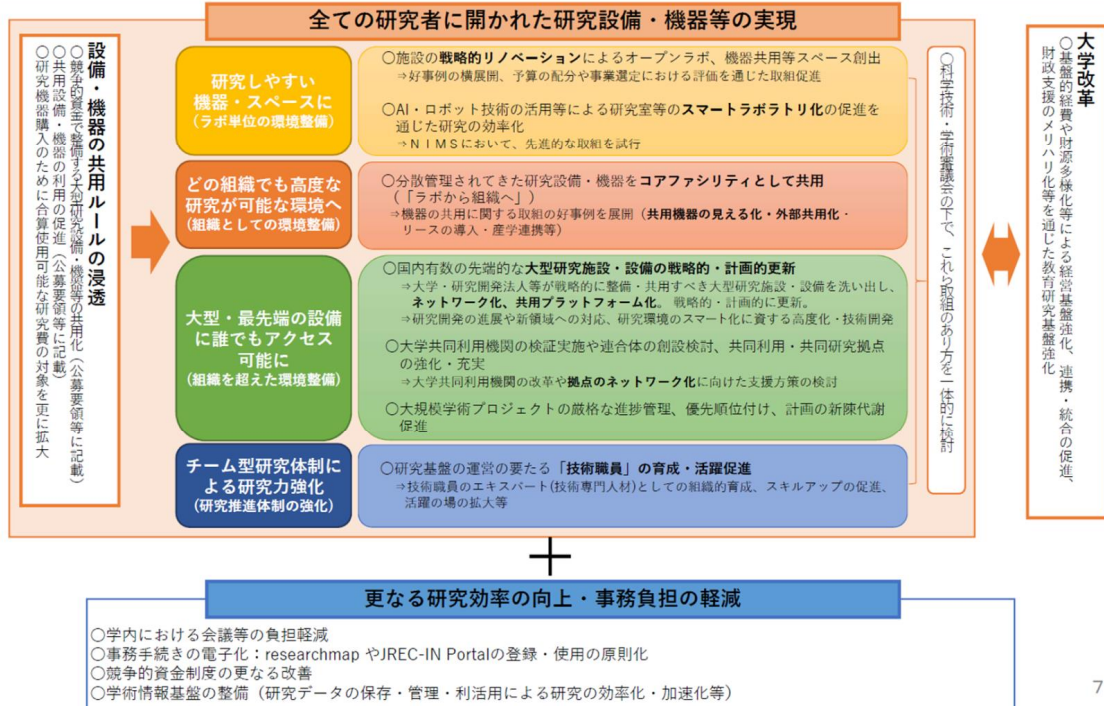 全ての研究者に開かれた研究設備・機器等の実現
設備・機器の共用ルールの浸透
○競争的資金で整備する大型研究設備・機器等の共用化（公募要領等に記載）
○共用設備・機器の利用の促進（公募要領等に記載）
○研究機器購入のために合算使用可能な研究費の対象を更に拡大
研究しやすい
機器・スペースに
(ラボ単位の環境整備)
○施設の戦略的リノベーションによるオープンラボ、機器共用等スペース創出
⇒好事例の横展開、予算の配分や事業選定における評価を通じた取組促進
○AI・ロボット技術の活用等による研究室等のスマートラボラトリ化の促進を
通じた研究の効率化
⇒ＮＩＭＳにおいて、先進的な取組を試行
どの組織でも高度な
研究が可能な環境へ
(組織としての環境整備)
○分散管理されてきた研究設備・機器をコアファシリティとして共用
（「ラボから組織へ」）
⇒機器の共用に関する取組の好事例を展開（共用機器の見える化・外部共用化・
リースの導入・産学連携等）
大型・最先端の設備
に誰でもアクセス
可能に
(組織を超えた環境整備)
○国内有数の先端的な大型研究施設・設備の戦略的・計画的更新
⇒大学・研究開発法人等が戦略的に整備・共用すべき大型研究施設・設備を洗い出し、
ネットワーク化、共用プラットフォーム化。 戦略的・計画的に更新。
⇒研究開発の進展や新領域への対応、研究環境のスマート化に資する高度化・技術開発
○大学共同利用機関の検証実施や連合体の創設検討、共同利用・共同研究拠点
の強化・充実
⇒大学共同利用機関の改革や拠点のネットワーク化に向けた支援方策の検討
○大規模学術プロジェクトの厳格な進捗管理、優先順位付け、計画の新陳代謝
促進
チーム型研究体制に
よる研究力強化
(研究推進体制の強化)
○研究基盤の運営の要たる「技術職員」の育成・活躍促進
⇒技術職員のエキスパート(技術専門人材)としての組織的育成、スキルアップの促進、
活躍の場の拡大等
○科学技術・学術審議会の下で、これら取組のあり方を一体的に検討
大学改革
○基盤的経費や財源多様化等による経営基盤強化、連携・統合の促進、
財政支援のメリハリ化等を通じた教育研究基盤強化
＋
更なる研究効率の向上・事務負担の軽減
○学内における会議等の負担軽減
○事務手続きの電子化：researchmap やJREC-IN Portalの登録・使用の原則化
○競争的資金制度の更なる改善
○学術情報基盤の整備（研究データの保存・管理・利活用による研究の効率化・加速化等）
7